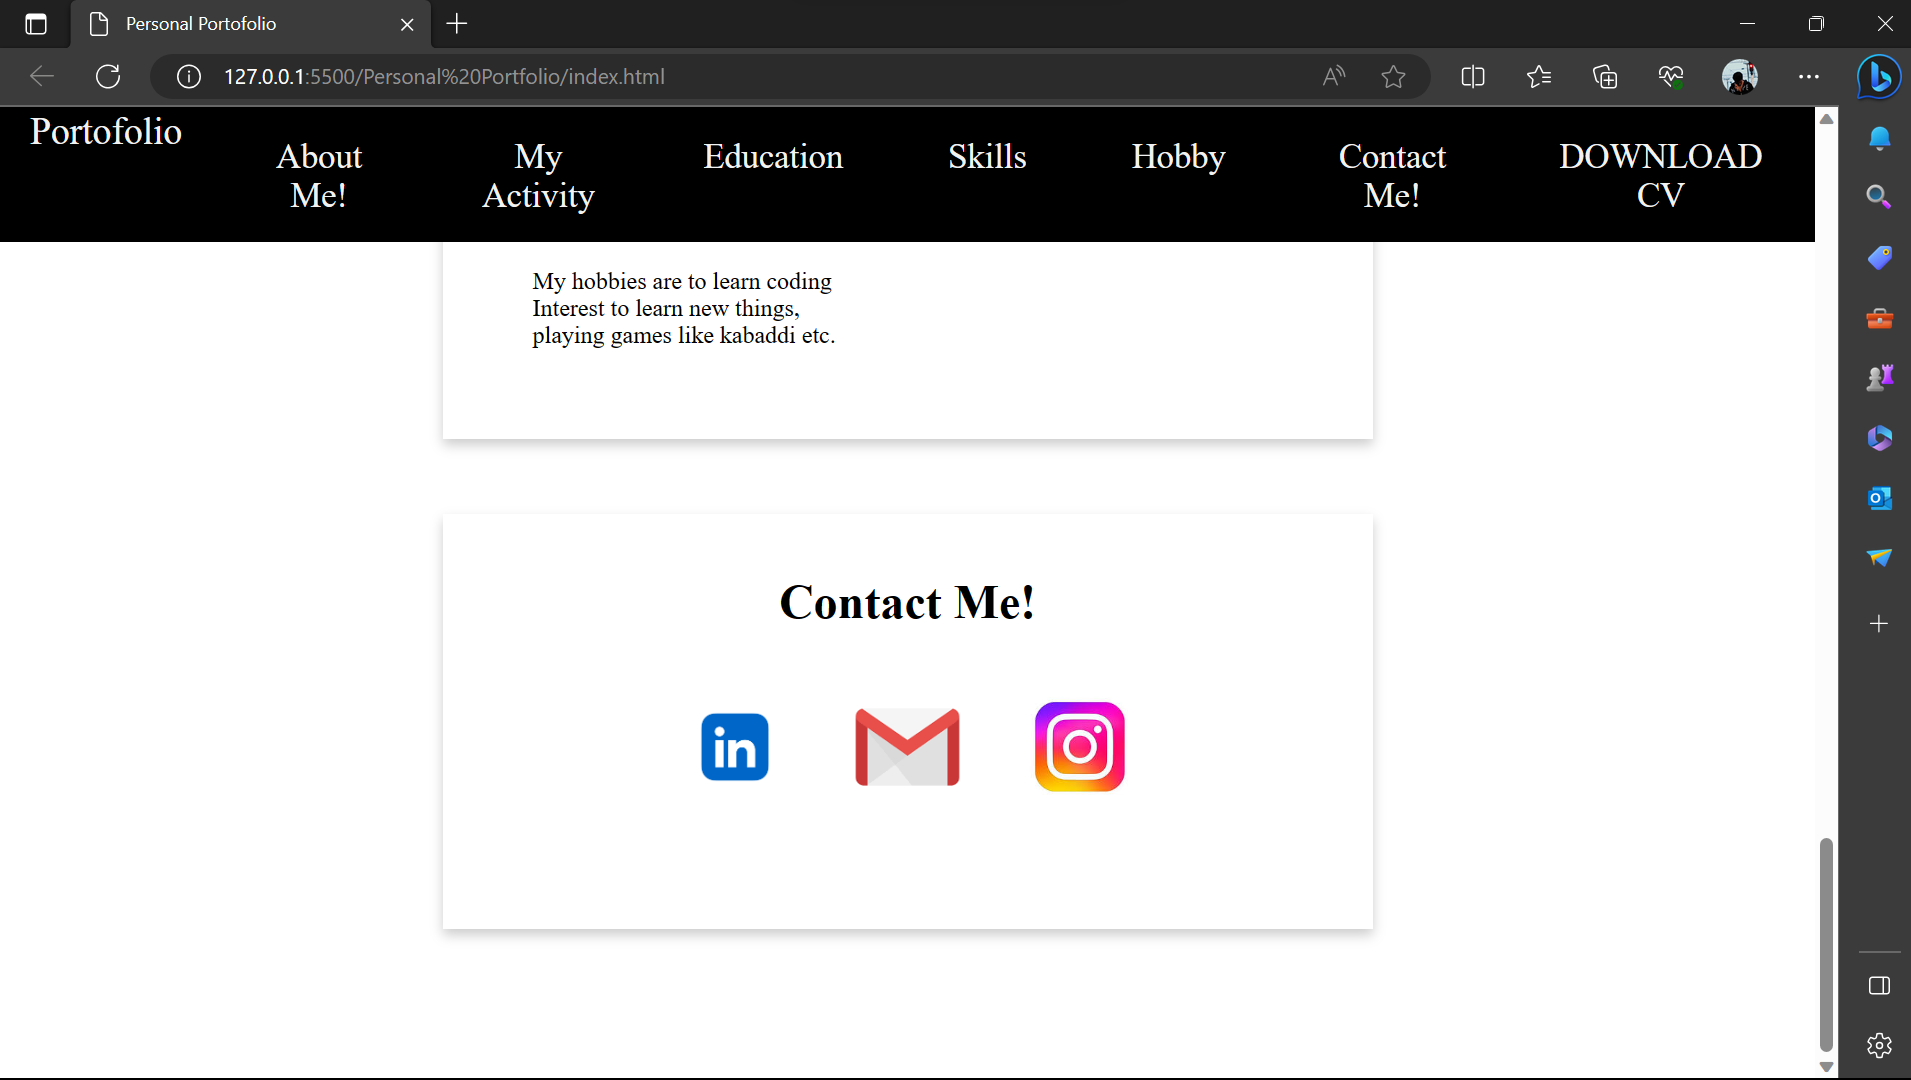 Personal Portofolio
127.0.0.1:5500/Personal%20Portfolio/index.html
Portofolio
About
Me!
My
Activity
Education
Skills
Hobby
Contact
Me!
DOWNLOAD
CV
My hobbies are to learn coding
Interest to learn new things,
playing games like kabaddi etc.
Contact Me!
in